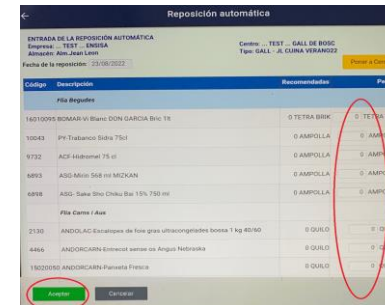 Reposición automática
ENTRADA DE LA REPOSICIÓN AUTOMÁTICA
Empresa: ... TEST ... ENSISA
Almacén: Alm.Jean Leon
Centro: ... TEST ... GALL DE BOSC
Tipo: GALL - JL CUINA VERANO22
Fecha de la reposición: 23/08/2022
Poner a Cero
Código Descripción Recomendadas
Fila Begudes
16010095 BOMAR-Vi Blanc DON GARCIA Bric 1lt 0 TETRA BRIK 0 TETRA
10043 PY-Trabanco Sidra 75cl 0 AMPOLLA 0
9732 ACF-Hidromel 75 cl 0 AMPOLLA 0
6893 ASG-Mirin 568 ml MIZKAN 0 AMPOLLA 0
6898 ASG- Sake Sho Chiku Bai 15% 750 ml 0 AMPOLLA 0
Fila Carns i Aus
2130 ANDOLAC-Escalopes de foie gras ultracongelades bossa 1 kg 40/60 0 QUILO 0
4466 ANDORCARN-Entrecot sense os Angus Nebraska 0 QUILO 0
15020050 ANDORCARN-Panxeta Fresca 0 QUILO 0
Aceptar Cancelar